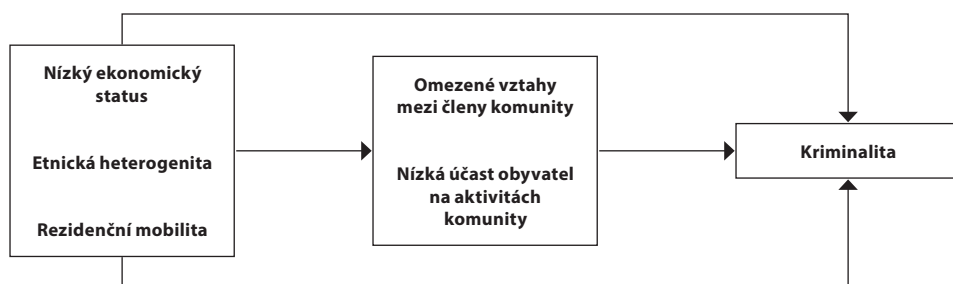 Nízký ekonomický
status
Etnická heterogenita
Rezidenční mobilita
Omezené vztahy
mezi členy komunity
Nízká účast obyvatel
na aktivitách
komunity
Kriminalita